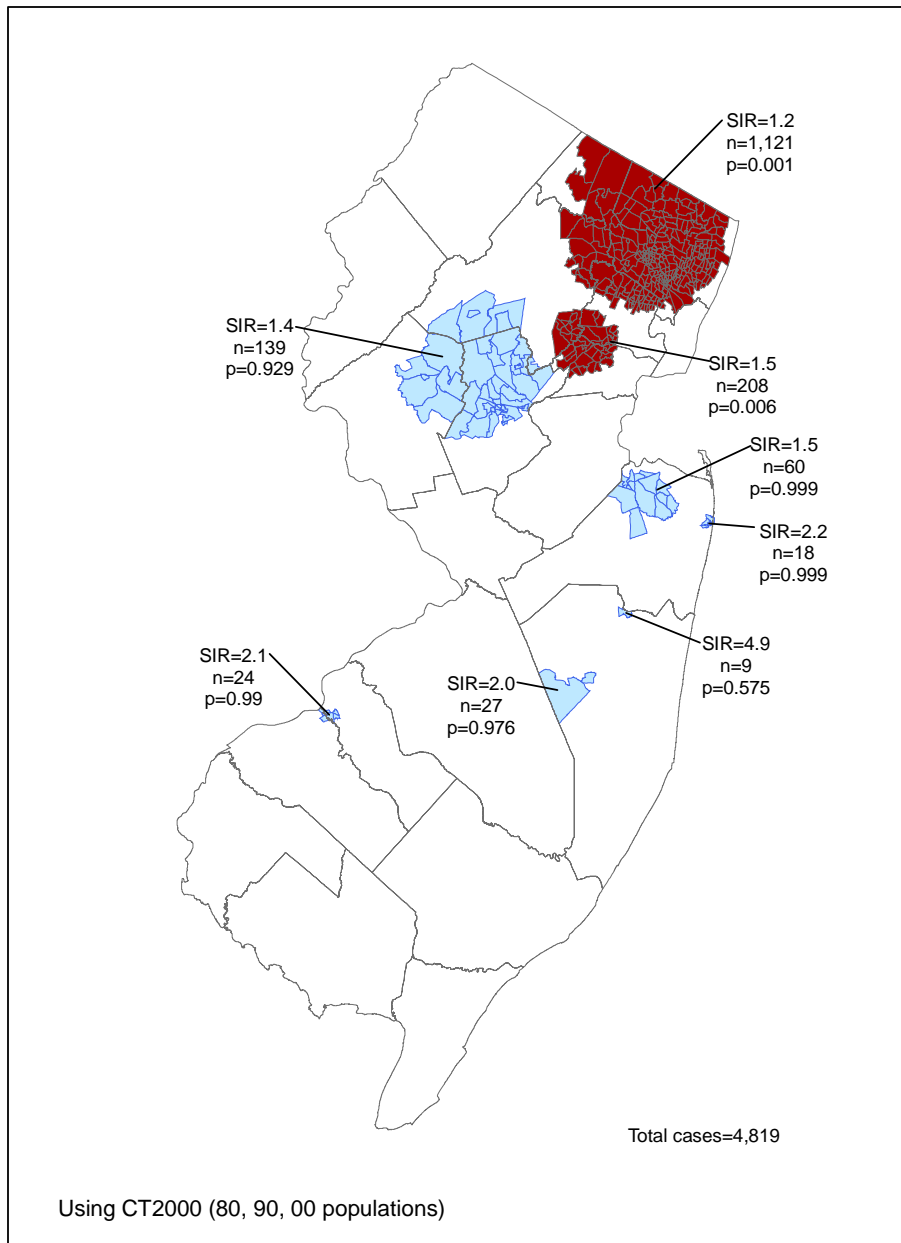 SIR=1.2
n=1,121
p=0.001
SIR=1.4
n=139
p=0.929
SIR=1.5
n=208
p=0.006
SIR=1.5
n=60
p=0.999
SIR=2.2
n=18
p=0.999
SIR=4.9
n=9
p=0.575
SIR=2.1
n=24
p=0.99
SIR=2.0
n=27
p=0.976
Total cases=4,819
Using CT2000 (80, 90, 00 populations)